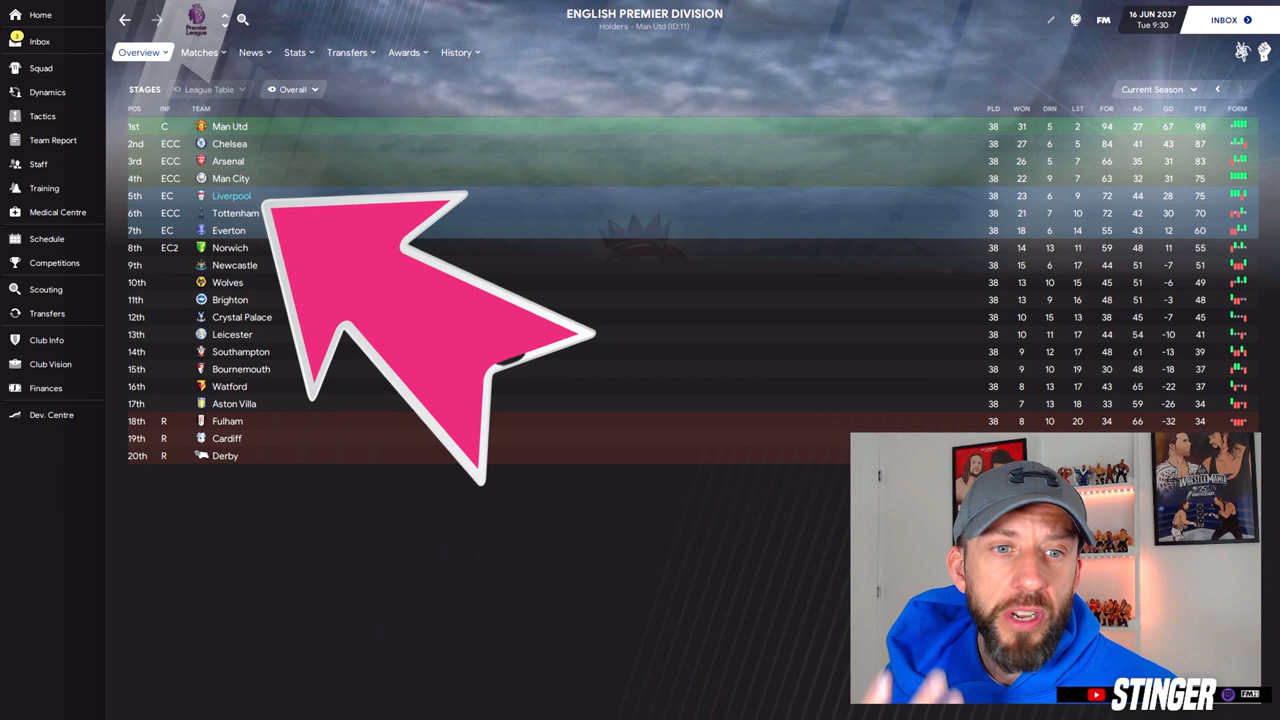 ENGLISH PREMIER DIVISION
Holders - Man Utd (ID:11)
Premier League
FM
16 JUN 2037
Tue 9:30
INBOX
3
Home
Inbox
Squad
Dynamics
Tactics
Team Report
Staff
Training
Medical Centre
Schedule
Competitions
Scouting
Transfers
Club Info
Club Vision
Finances
Dev. Centre
Overview Matches News Stats Transfers Awards History
STAGES League Table Overall Current Season
POS INF TEAM PLD WON DRN LST FOR AG GD PTS FORM
1st C Man Utd 38 31 5 2 94 27 67 98
2nd ECC Chelsea 38 27 6 5 84 41 43 87
3rd ECC Arsenal 38 26 5 7 66 35 31 83
4th ECC Man City 38 22 9 7 63 32 31 75
5th EC Liverpool 38 23 6 9 72 44 28 75
6th ECC Tottenham 38 21 7 10 72 42 30 70
7th EC Everton 38 18 6 14 55 43 12 60
8th EC2 Norwich 38 14 13 11 59 48 11 55
9th Newcastle 38 15 6 17 44 51 -7 51
10th Wolves 38 13 10 15 45 51 -6 49
11th Brighton 38 13 9 16 48 51 -3 48
12th Crystal Palace 38 10 15 13 38 45 -7 45
13th Leicester 38 10 11 17 44 54 -10 41
14th Southampton 38 9 12 17 48 61 -13 39
15th Bournemouth 38 9 10 19 30 48 -18 37
16th Watford 38 8 13 17 43 65 -22 37
17th Aston Villa 38 7 13 18 33 59 -26 34
18th R Fulham 38 8 10 20 34 66 -32 34
19th R Cardiff
20th R Derby
WRESTLEMANIA
25TH
ANNIVERSARY
STINGER